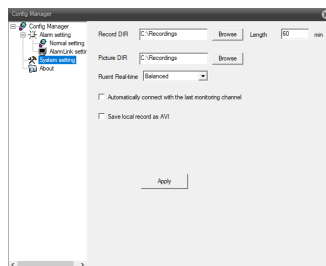 Config Manager
Config Manager
Alarm setting
Normal setting
AlarmLink settin
System setting
About
Record DIR C:\Recordings Browse Length 60 min
Picture DIR C:\Recordings Browse
Fluent Real-time Balanced
Automatically connect with the last monitoring channel
Save local record as AVI
Apply